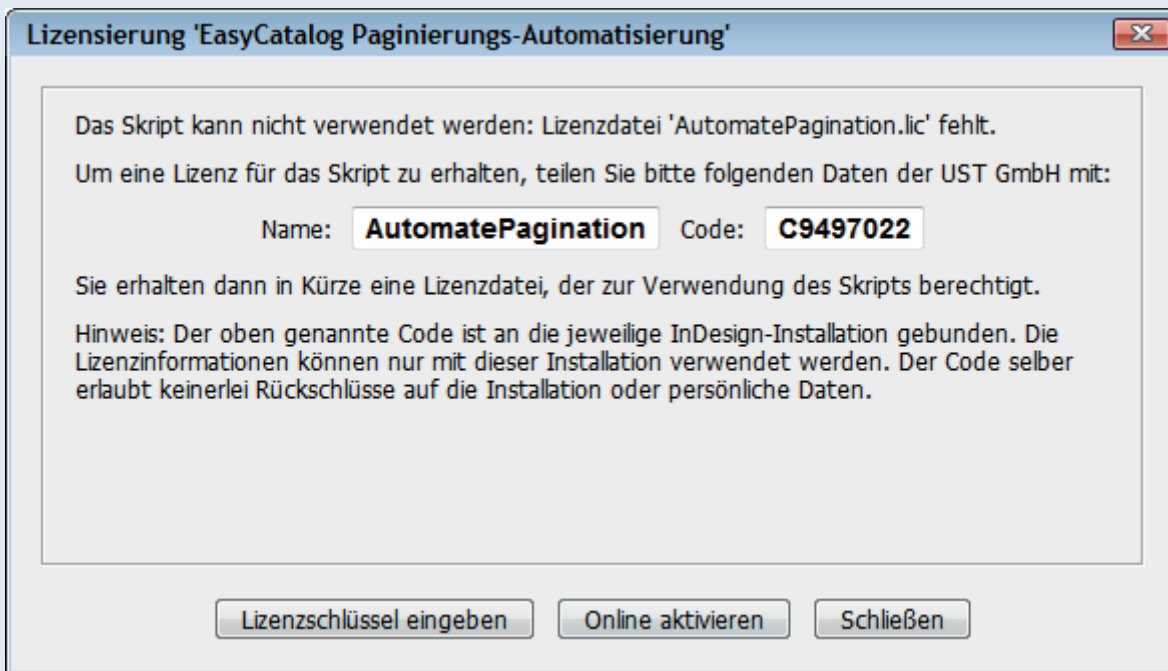 Lizensierung 'EasyCatalog Paginierungs-Automatisierung'
Das Skript kann nicht verwendet werden: Lizenzdatei 'AutomatePagination.lic' fehlt.
Um eine Lizenz für das Skript zu erhalten, teilen Sie bitte folgenden Daten der UST GmbH mit:
Name: AutomatePagination Code: C9497022
Sie erhalten dann in Kürze eine Lizenzdatei, der zur Verwendung des Skripts berechtigt.
Hinweis: Der oben genannte Code ist an die jeweilige InDesign-Installation gebunden. Die
Lizenzinformationen können nur mit dieser Installation verwendet werden. Der Code selber
erlaubt keinerlei Rückschlüsse auf die Installation oder persönliche Daten.
Lizenzschlüssel eingeben Online aktivieren Schließen